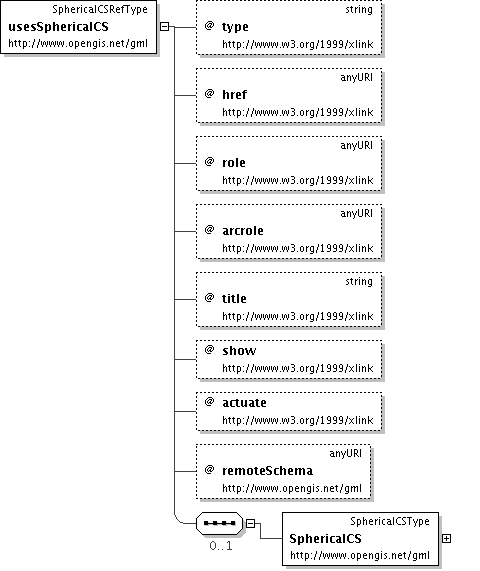 SphericalCSRefType
usesSphericalCS
http://www.opengis.net/gml
string
@ type
http://www.w3.org/1999/xlink
anyURI
@ href
http://www.w3.org/1999/xlink
anyURI
@ role
http://www.w3.org/1999/xlink
anyURI
@ arcrole
http://www.w3.org/1999/xlink
string
@ title
http://www.w3.org/1999/xlink
@ show
http://www.w3.org/1999/xlink
@ actuate
http://www.w3.org/1999/xlink
anyURI
@ remoteSchema
http://www.opengis.net/gml
0..1
SphericalCSType
SphericalCS
http://www.opengis.net/gml